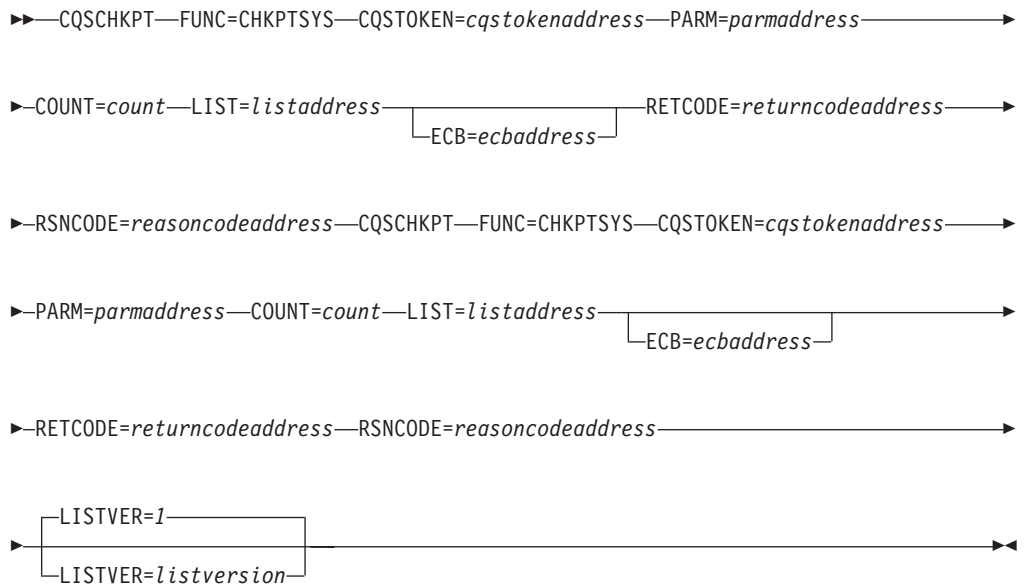 CQSCHKPT FUNC=CHKPTSYS CQSTOKEN=cqstokenaddress PARM=parmaddress
COUNT=count LIST=listaddress RETCODE=returncodeaddress
ECB=ecbaddress
RSNCODE=reasoncodeaddress CQSCHKPT FUNC=CHKPTSYS CQSTOKEN=cqstokenaddress
PARM=parmaddress COUNT=count LIST=listaddress
ECB=ecbaddress
RETCODE=returncodeaddress RSNCODE=reasoncodeaddress
LISTVER=1
LISTVER=listversion